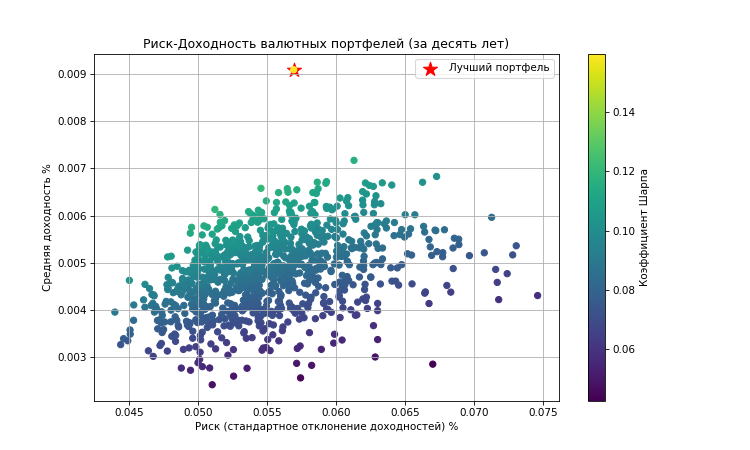 Риск-Доходность валютных портфелей (за десять лет)
Лучший портфель
Средняя доходность %
0.009
0.008
0.007
0.006
0.005
0.004
0.003
0.045 0.050 0.055 0.060 0.065 0.070 0.075
Риск (стандартное отклонение доходностей) %
0.14
0.12
0.10
0.08
0.06
Коэффициент Шарпа